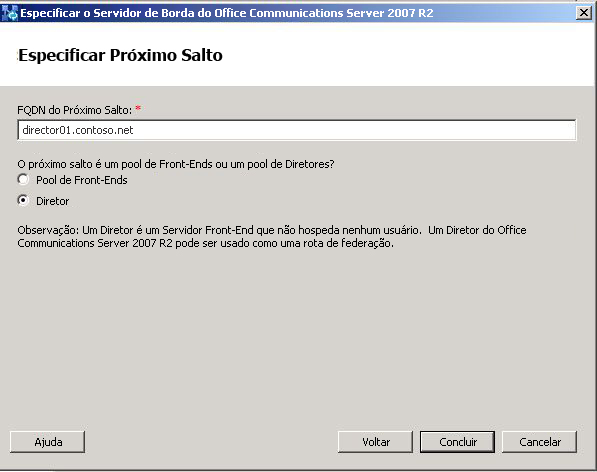 Especificar o Servidor de Borda do Office Communications Server 2007 R2
Especificar Próximo Salto
FQDN do Próximo Salto: *
director01.contoso.net
O próximo salto é um pool de Front-Ends ou um pool de Diretores?
Pool de Front-Ends
Diretor
Observação: Um Diretor é um Servidor Front-End que não hospeda nenhum usuário. Um Diretor do Office
Communications Server 2007 R2 pode ser usado como uma rota de federação.
Ajuda
Voltar
Concluir
Cancelar